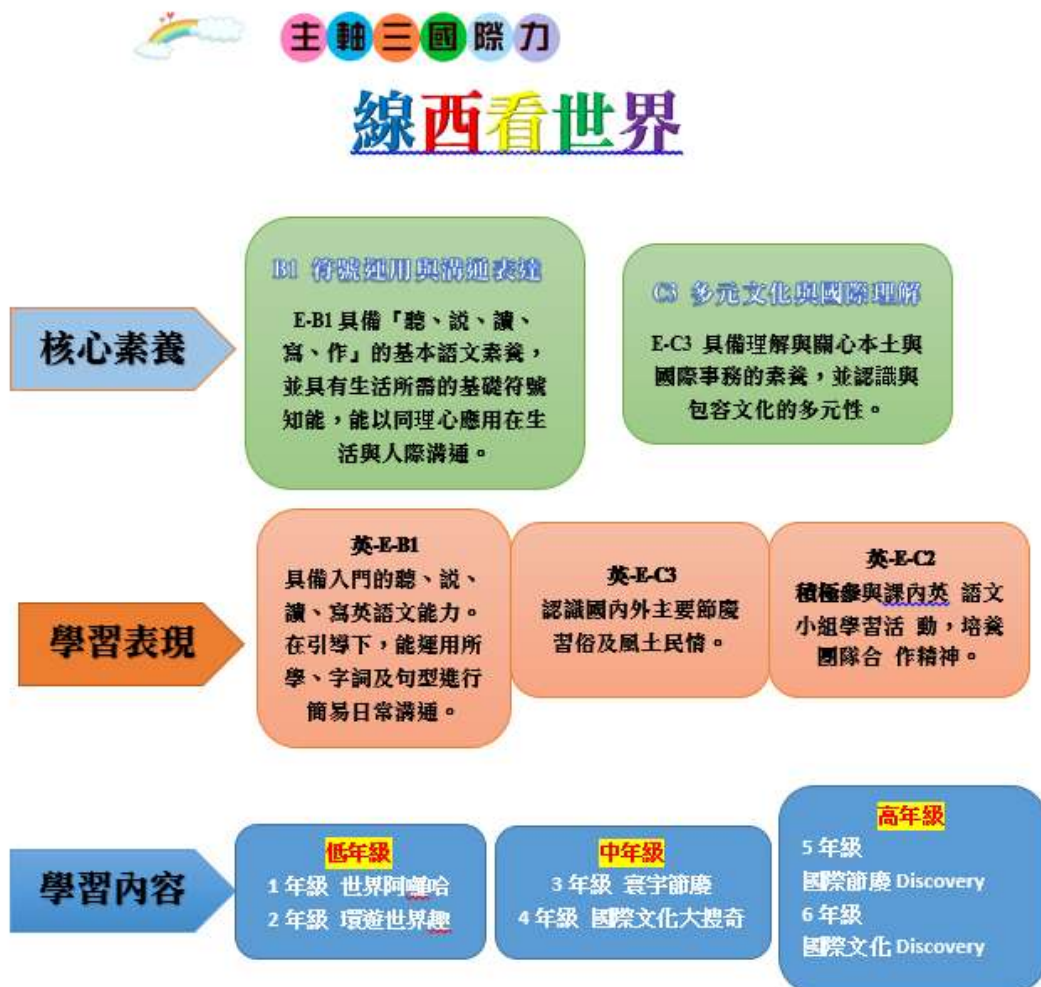 主軸三國際力
線西看世界
核心素養
B1 符號運用與溝通表達
E-B1 具備『聽、說、讀、
寫、作』的基本語文素養，
並具有生活所需的基礎符號
知能，能以同理心應用在生
活與人際溝通。
C3 多元文化與國際理解
E-C3 具備理解與關心本土與
國際事務的素養，並認識與
包容文化的多元性。
學習表現
英-E-B1
具備入門的聽、說、
讀、寫英語文能力。
在引導下，能運用所
學、字詞及句型進行
簡易日常溝通。
英-E-C3
認識國內外主要節慶
習俗及風土民情。
英-E-C2
積極參與課內英 語文
小組學習活 動，培養
團隊合 作精神。
學習內容
低年級
1 年級 世界阿囉哈
2 年級 環遊世界趣
中年級
3 年級 寰宇節慶
4 年級 國際文化大搜奇
高年級
5 年級
國際節慶 Discovery
6 年級
國際文化 Discovery